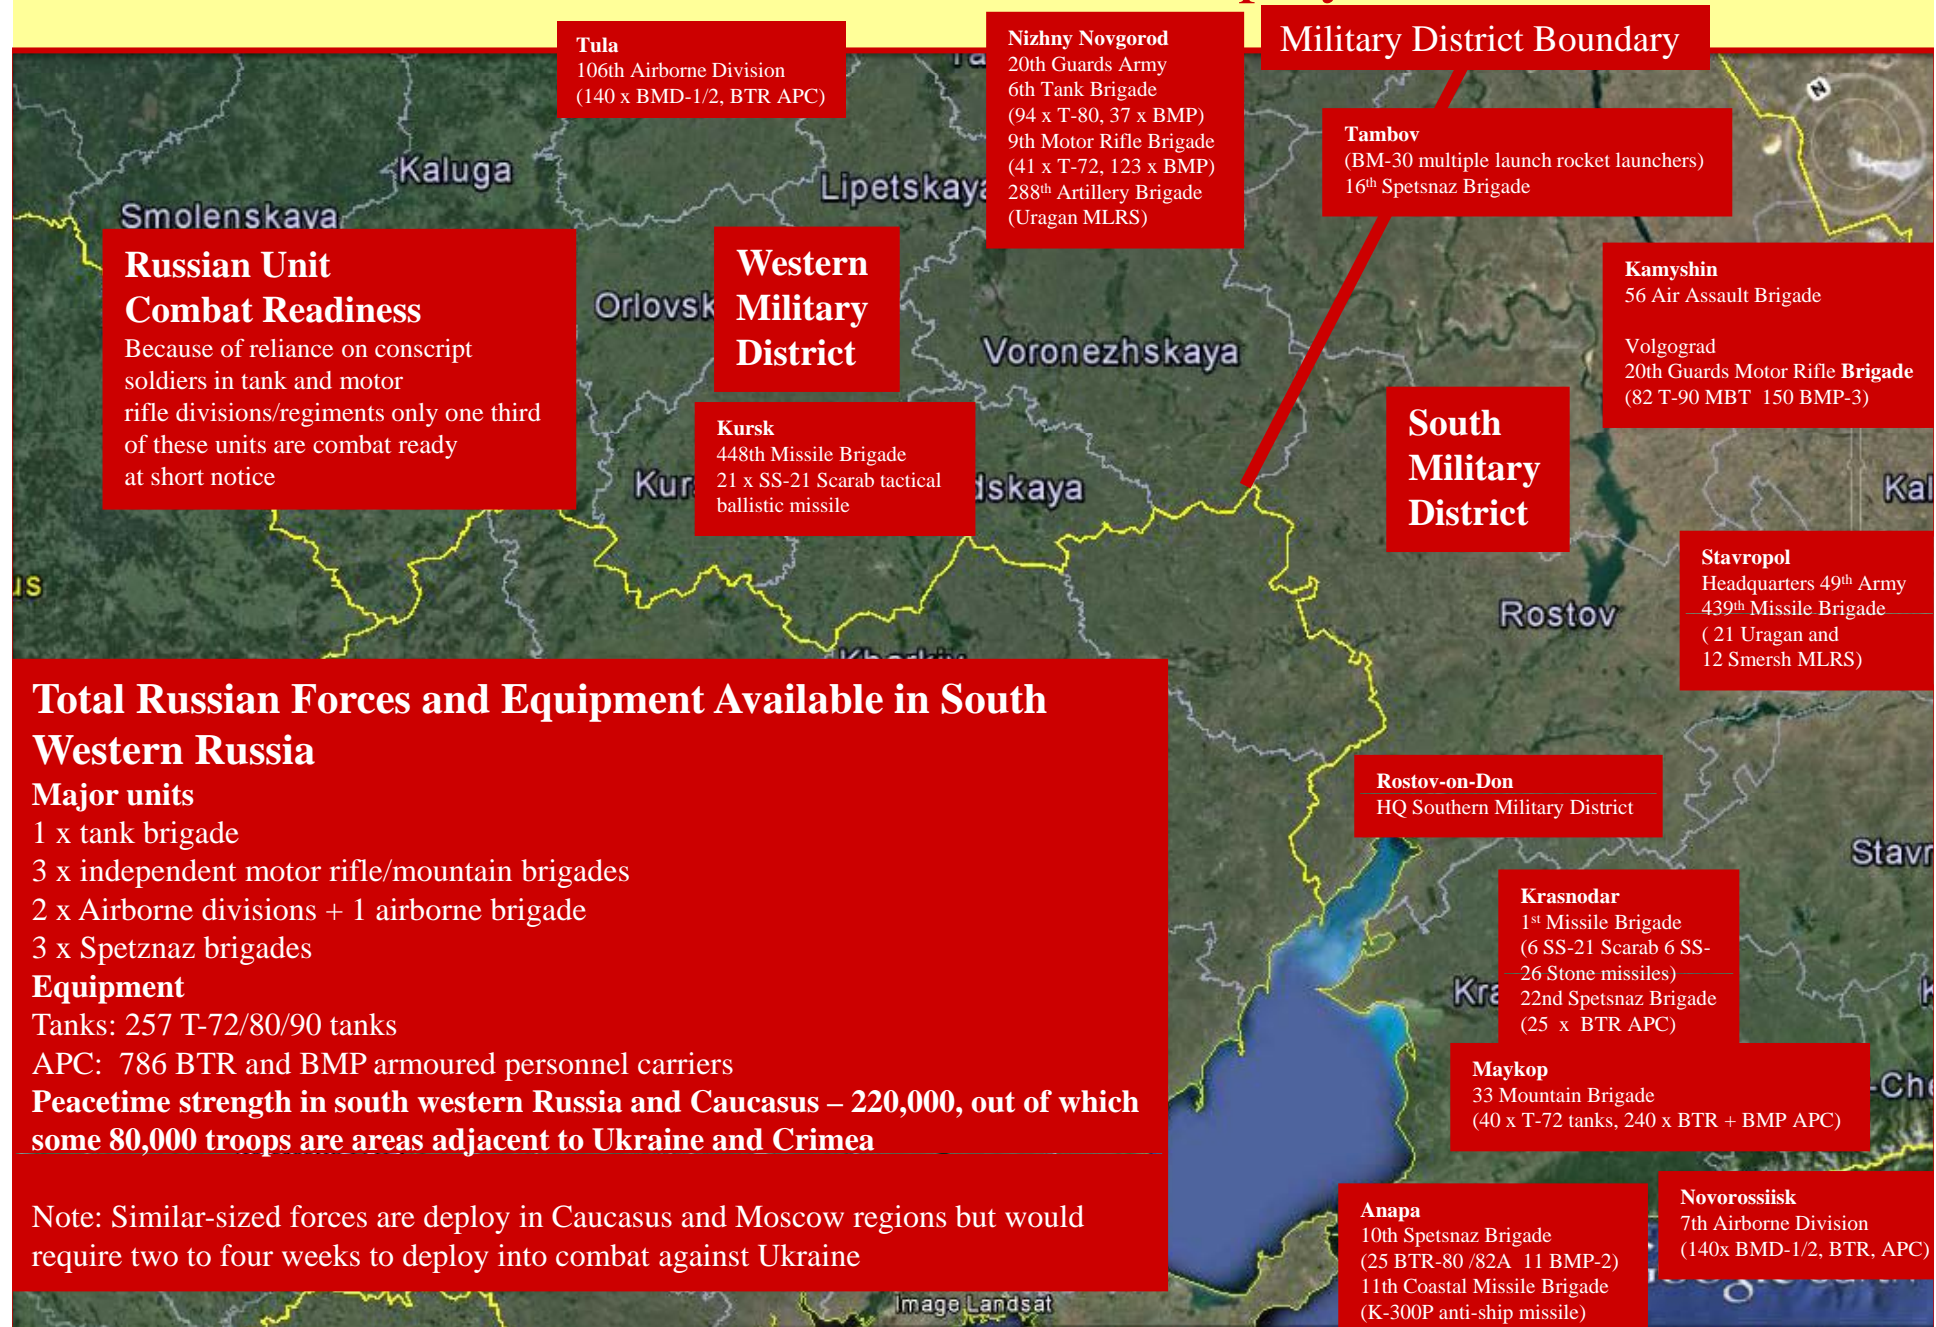 Military District Boundary
Tula
106th Airborne Division
(140 x BMD-1/2, BTR APC)
Nizhny Novgorod
20th Guards Army
6th Tank Brigade
(94 x T-80, 37 x BMP)
9th Motor Rifle Brigade
(41 x T-72, 123 x BMP)
288th Artillery Brigade
(Uragan MLRS)
Tambov
(BM-30 multiple launch rocket launchers)
16th Spetsnaz Brigade
Kaluga
Smolenskaya
Russian Unit
Combat Readiness
Because of reliance on conscript
soldiers in tank and motor
rifle divisions/regiments only one third
of these units are combat ready
at short notice
Western
Military
District
Voronezhskaya
Kamyshin
56 Air Assault Brigade
Volgograd
20th Guards Motor Rifle Brigade
(82 T-90 MBT 150 BMP-3)
Kursk
448th Missile Brigade
21 x SS-21 Scarab tactical
ballistic missile
South
Military
District
Stavropol
Headquarters 49th Army
439th Missile Brigade
( 21 Uragan and
12 Smersh MLRS)
Rostov
Total Russian Forces and Equipment Available in South
Western Russia
Major units
1 x tank brigade
3 x independent motor rifle/mountain brigades
2 x Airborne divisions + 1 airborne brigade
3 x Spetznaz brigades
Equipment
Tanks: 257 T-72/80/90 tanks
APC: 786 BTR and BMP armoured personnel carriers
Peacetime strength in south western Russia and Caucasus – 220,000, out of which
some 80,000 troops are areas adjacent to Ukraine and Crimea
Note: Similar-sized forces are deploy in Caucasus and Moscow regions but would
require two to four weeks to deploy into combat against Ukraine
Rostov-on-Don
HQ Southern Military District
Krasnodar
1st Missile Brigade
(6 SS-21 Scarab 6 SS-
26 Stone missiles)
22nd Spetsnaz Brigade
(25 x BTR APC)
Maykop
33 Mountain Brigade
(40 x T-72 tanks, 240 x BTR + BMP APC)
Anapa
10th Spetsnaz Brigade
(25 BTR-80 /82A 11 BMP-2)
11th Coastal Missile Brigade
(K-300P anti-ship missile)
Novorossiisk
7th Airborne Division
(140x BMD-1/2, BTR, APC)
Image Landsat
N